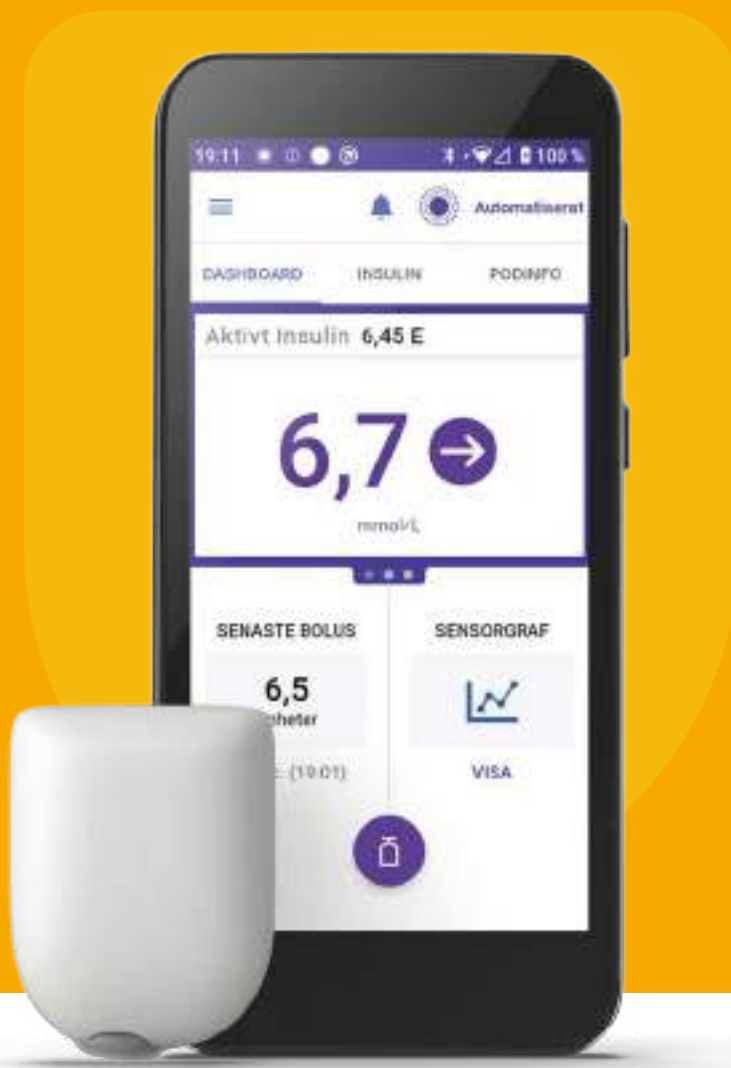 19:11 100 %
Automatiserat
DASHBOARD INSULIN PODINFO
Aktivt Insulin 6,45 E
6,7
mmol/L
SENASTE BOLUS SENSORGRAF
6,5
(19:01) VISA